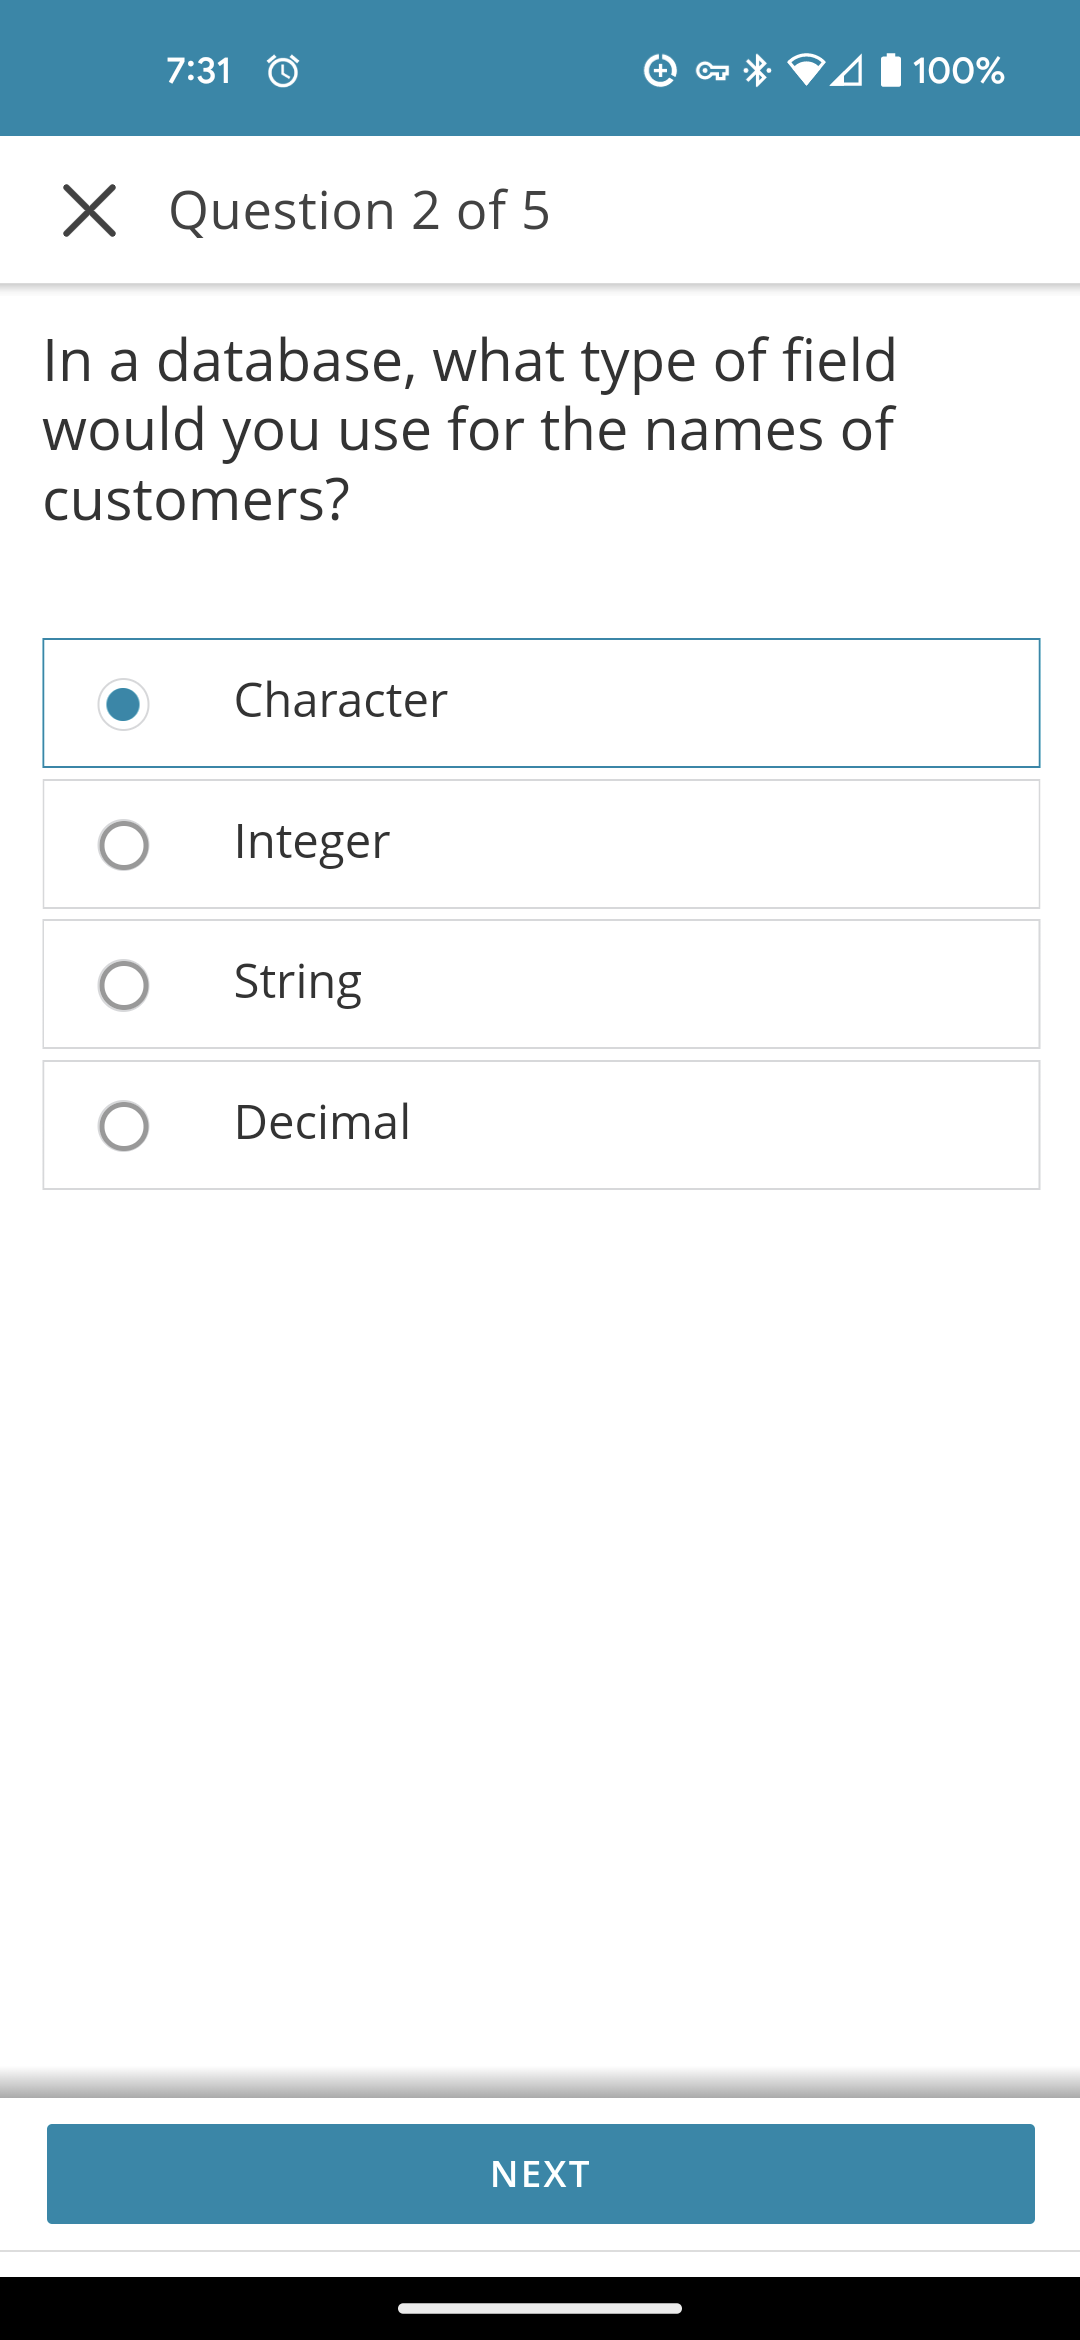 7:31 100%
Question 2 of 5
In a database, what type of field
would you use for the names of
customers?
Character
Integer
String
Decimal
NEXT